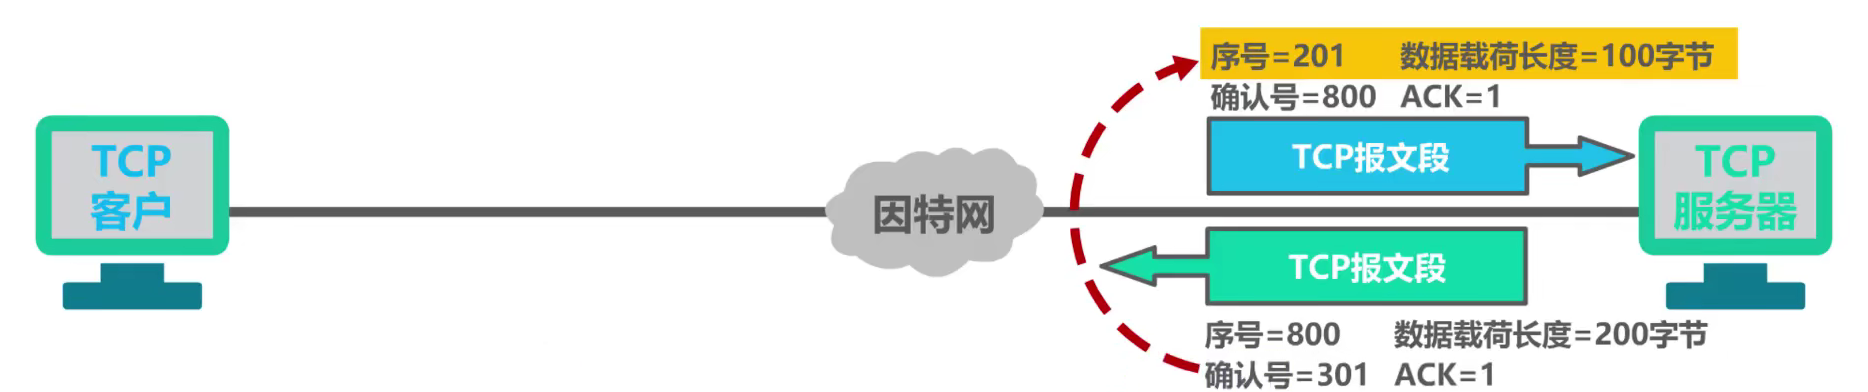 TCP
客户
因特网
序号=201 数据载荷长度=100字节
确认号=800 ACK=1
TCP报文段
TCP
服务器
TCP报文段
序号=800 数据载荷长度=200字节
确认号=301 ACK=1